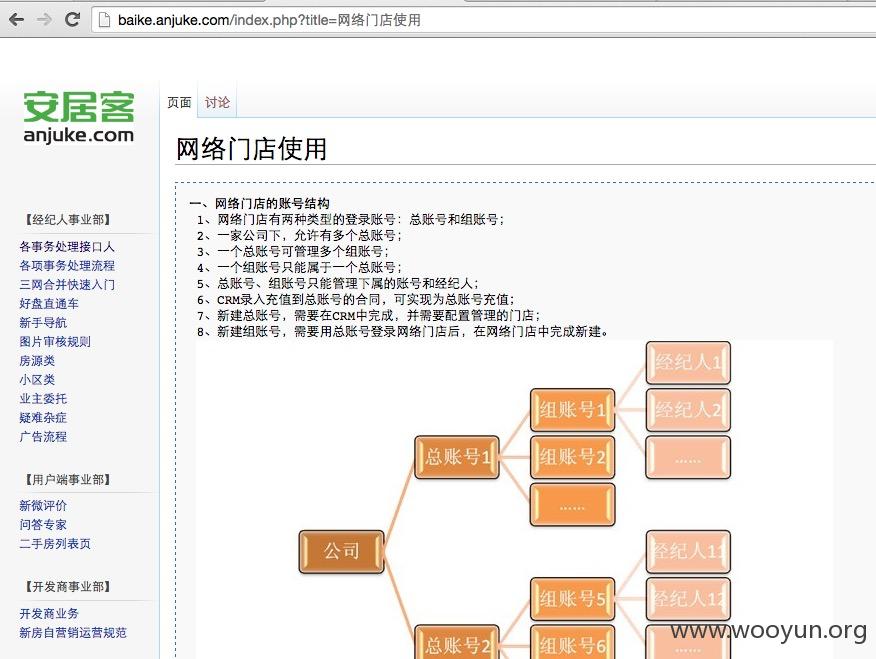 baike.anjuke.com/index.php?title=网络门店使用
安居客
anjuke.com
页面
讨论
网络门店使用
【经纪人事业部】
各事务处理接口人
各项事务处理流程
三网合并快速入门
好盘直通车
新手导航
图片审核规则
房源类
小区类
业主委托
疑难杂症
广告流程
【用户端事业部】
新微评价
问答专家
二手房列表页
【开发商事业部】
开发商业务
新房自营销运营规范
一、网络门店的账号结构
1、网络门店有两种类型的登录账号：总账号和组账号；
2、一家公司下，允许有多个总账号；
3、一个总账号可管理多个组账号；
4、一个组账号只能属于一个总账号；
5、总账号、组账号只能管理下属的账号和经纪人；
6、CRM录入充值到总账号的合同，可实现为总账号充值；
7、新建总账号，需要在CRM中完成，并需要配置管理的门店；
8、新建组账号，需要用总账号登录网络门店后，在网络门店中完成新建。
公司
总账号1
组账号1
经纪人1
经纪人2
……
组账号2
……
总账号2
组账号5
经纪人11
经纪人12
……
组账号6
www.wooyun.org